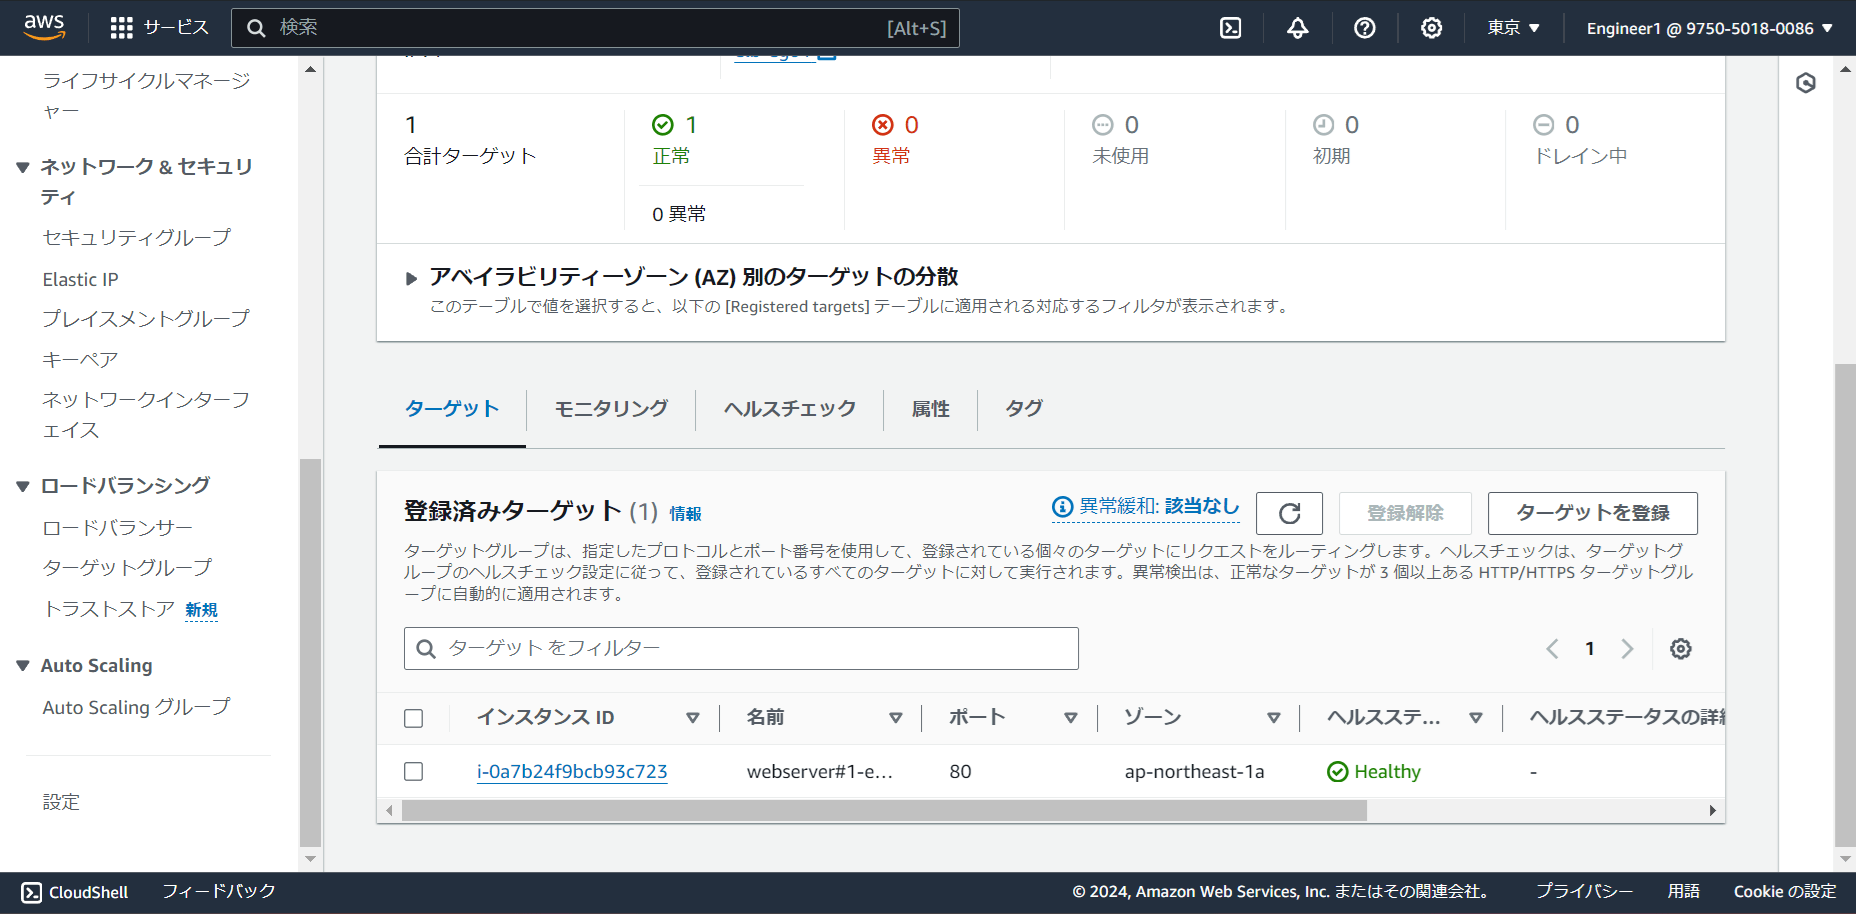 aws
サービス
検索
[Alt+S]
東京
Engineer1 @ 9750-5018-0086
ライフサイクルマネージ
ャー
ネットワーク & セキュリ
ティ
セキュリティグループ
Elastic IP
プレイスメントグループ
キーペア
ネットワークインターフ
ェイス
ロードバランシング
ロードバランサー
ターゲットグループ
トラストストア 新規
Auto Scaling
Auto Scaling グループ
設定
1
合計ターゲット
1
正常
0 異常
0
異常
0
未使用
0
初期
0
ドレイン中
アベイラビリティーゾーン (AZ) 別のターゲットの分散
このテーブルで値を選択すると、以下の [Registered targets] テーブルに適用される対応するフィルタが表示されます。
ターゲット
モニタリング
ヘルスチェック
属性
タグ
登録済みターゲット (1) 情報
異常緩和: 該当なし
登録解除
ターゲットを登録
ターゲットグループは、指定したプロトコルとポート番号を使用して、登録されている個々のターゲットにリクエストをルーティングします。ヘルスチェックは、ターゲットグ
ループのヘルスチェック設定に従って、登録されているすべてのターゲットに対して実行されます。異常検出は、正常なターゲットが 3 個以上ある HTTP/HTTPS ターゲットグル
ープに自動的に適用されます。
ターゲット をフィルター
1
インスタンス ID
名前
ポート
ゾーン
ヘルスステ...
ヘルスステータスの詳細
i-0a7b24f9bcb93c723
webserver#1-e...
80
ap-northeast-1a
Healthy
-
CloudShell
フィードバック
© 2024, Amazon Web Services, Inc. またはその関連会社。
プライバシー
用語
Cookie の設定